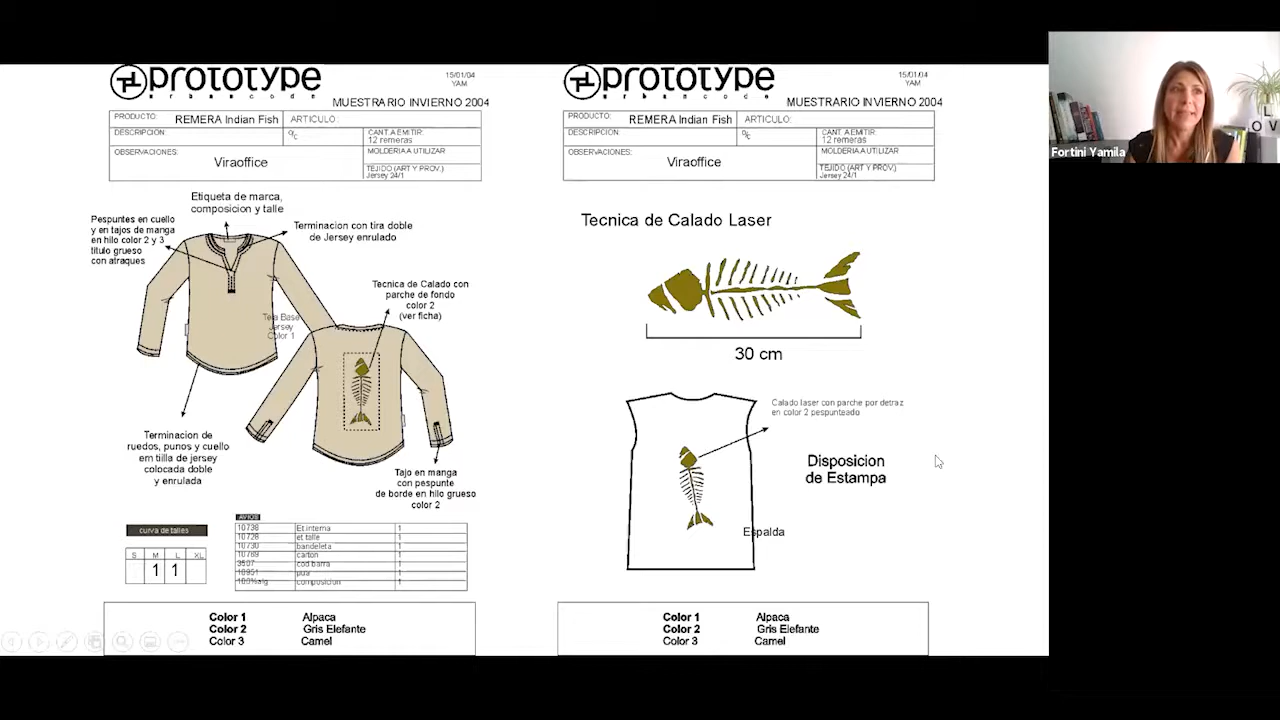 prototype
urbancode
15/01/04
YAM
MUESTRARIO INVIERNO 2004
PRODUCTO: REMERA Indian Fish ARTICULO:
DESCRIPCION
CANT. A EMITIR:
12 remeras
OBSERVACIONES:
Viraoffice
MOLDERIA A UTILIZAR
TEJIDO (ART Y PROV.)
Jersey 24/1
Etiqueta de marca,
composicion y talle
Pespuntes en cuello
y en tajos de manga
en hilo color 2 y 3
titulo grueso
con atraques
Terminacion con tira doble
de Jersey enrulado
Tecnica de Calado con
parche de fondo
color 2
(ver ficha)
Tela Base
Jersey
Color 1
Terminacion de
ruedos, punos y cuello
em tiilla de jersey
colocada doble
y enrulada
Tajo en manga
con pespunte
de borde en hilo grueso
color 2
curva de talles
S M L XL
1 1
AVIOS
10738 Et.interna 1
10728 et talle 1
10730 bandeleta 1
10789 carton 1
3507 cod barra 1
pua 1
composicion 1
Color 1 Alpaca
Color 2 Gris Elefante
Color 3 Camel
prototype
urbancode
15/01/04
YAM
MUESTRARIO INVIERNO 2004
PRODUCTO: REMERA Indian Fish ARTICULO:
DESCRIPCION
CANT. A EMITIR:
12 remeras
OBSERVACIONES:
Viraoffice
MOLDERIA A UTILIZAR
TEJIDO (ART Y PROV.)
Jersey 24/1
Tecnica de Calado Laser
30 cm
Calado laser con parche por detraz
en color 2 pespunteado
Disposicion
de Estampa
Espalda
Color 1 Alpaca
Color 2 Gris Elefante
Color 3 Camel
Fortini Yamila